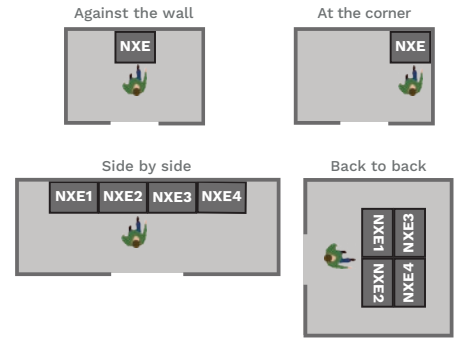 Against the wall
At the corner
NXE
NXE
Side by side
Back to back
NXE1 NXE2 NXE3 NXE4
NXE1 NXE3
NXE2 NXE4